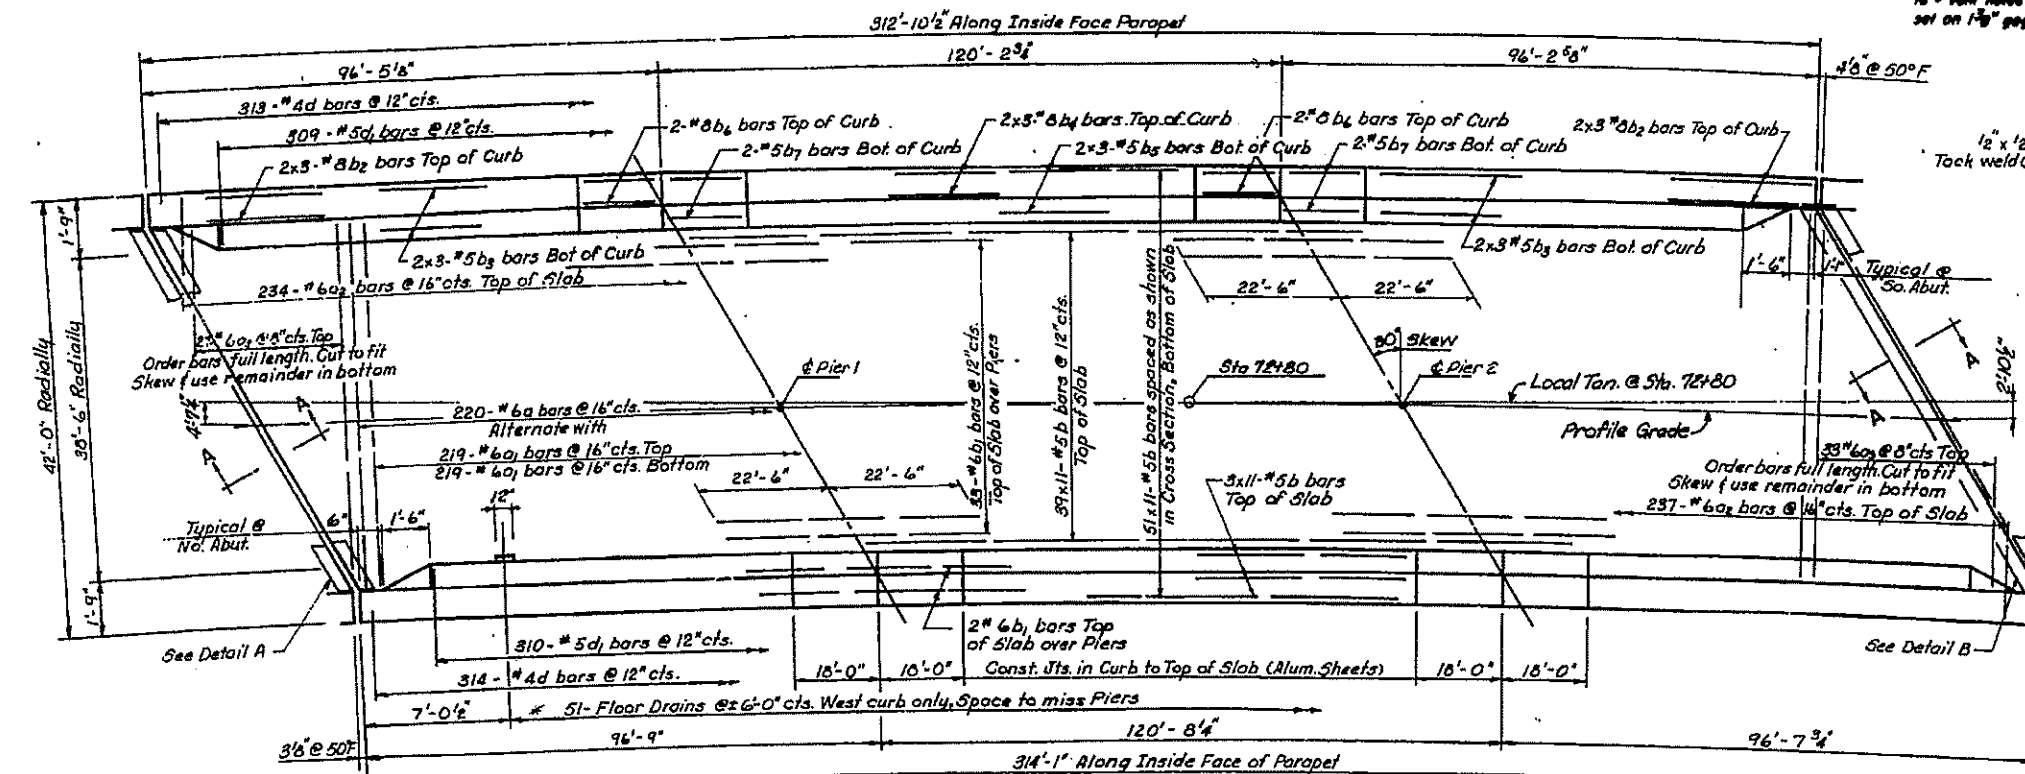 312'-10½" Along Inside Face Parapet
set on 1⅜"
96'-5⅛"
120'-2¾"
96'-2⅝"
4⅛" @ 50°F
313-#4d bars @ 12" cts.
309-#5d₁ bars @ 12" cts.
2-#8b₆ bars Top of Curb
2x3-#8b₄ bars Top of Curb
2-#8b₆ bars Top of Curb
2x3-#8b₂ bars Top of Curb
2x3-#8b₂ bars Top of Curb
2-#5b₇ bars Bot. of Curb
2x3-#5b₅ bars Bot of Curb
2-#5b₇ bars Bot. of Curb
Tack weld
1'-9"
2x3-#5b₃ bars Bot of Curb
2x3 #5b₃ bars Bot. of Curb
234-#6a₂ bars @ 16" cts. Top of Slab
22'-6"
22'-6"
1'-6"
1'-1"
Typical @
So. Abut.
42'-0" Radially
38'-6" Radially
@ 8" cts. Top
Order bars full length. Cut to fit
Skew & use remainder in bottom
33-#6b₁ bars @ 12" cts.
Top of Slab over Piers
39x11-#5b bars @ 12" cts.
Top of Slab
51x11-#5b bars spaced as shown
in Cross Section, Bottom of Slab
30° Skew
℄ Pier 1
Sta 72+80
℄ Pier 2
Local Tan. @ Sta. 72+80
Profile Grade
A
A
A
A
220-#6a bars @ 16" cts.
Alternate with
219-#6a₁ bars @ 16" cts. Top
219-#6a₁ bars @ 16" cts. Bottom
33 #6a₃ @ 8" cts Top
Order bars full length. Cut to fit
Skew & use remainder in bottom
237-#6a₂ bars @ 16" cts. Top of Slab
22'-6"
22'-6"
3x11-#5b bars
Top of Slab
12"
Typical @
No. Abut.
6"
1'-6"
1'-9"
See Detail A
2 #6b₁ bars Top
of Slab over Piers
See Detail B
310-#5d₁ bars @ 12" cts.
314-#4d bars @ 12" cts.
18'-0"
18'-0"
Const. Jts. in Curb to Top of Slab (Alum. Sheets)
18'-0"
18'-0"
7'-0½"
* 51-Floor Drains @ ± 6'-0" cts. West curb only, Space to miss Piers
3⅛" @ 50°F
96'-9"
120'-8¼"
96'-7¾"
314'-1" Along Inside Face of Parapet